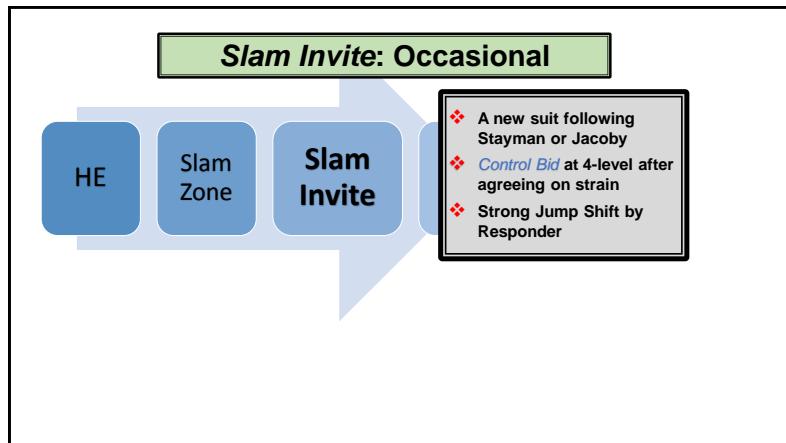 Slam Invite: Occasional
HE
Slam
Zone
Slam
Invite
❖ A new suit following
Stayman or Jacoby
❖ Control Bid at 4-level after
agreeing on strain
❖ Strong Jump Shift by
Responder